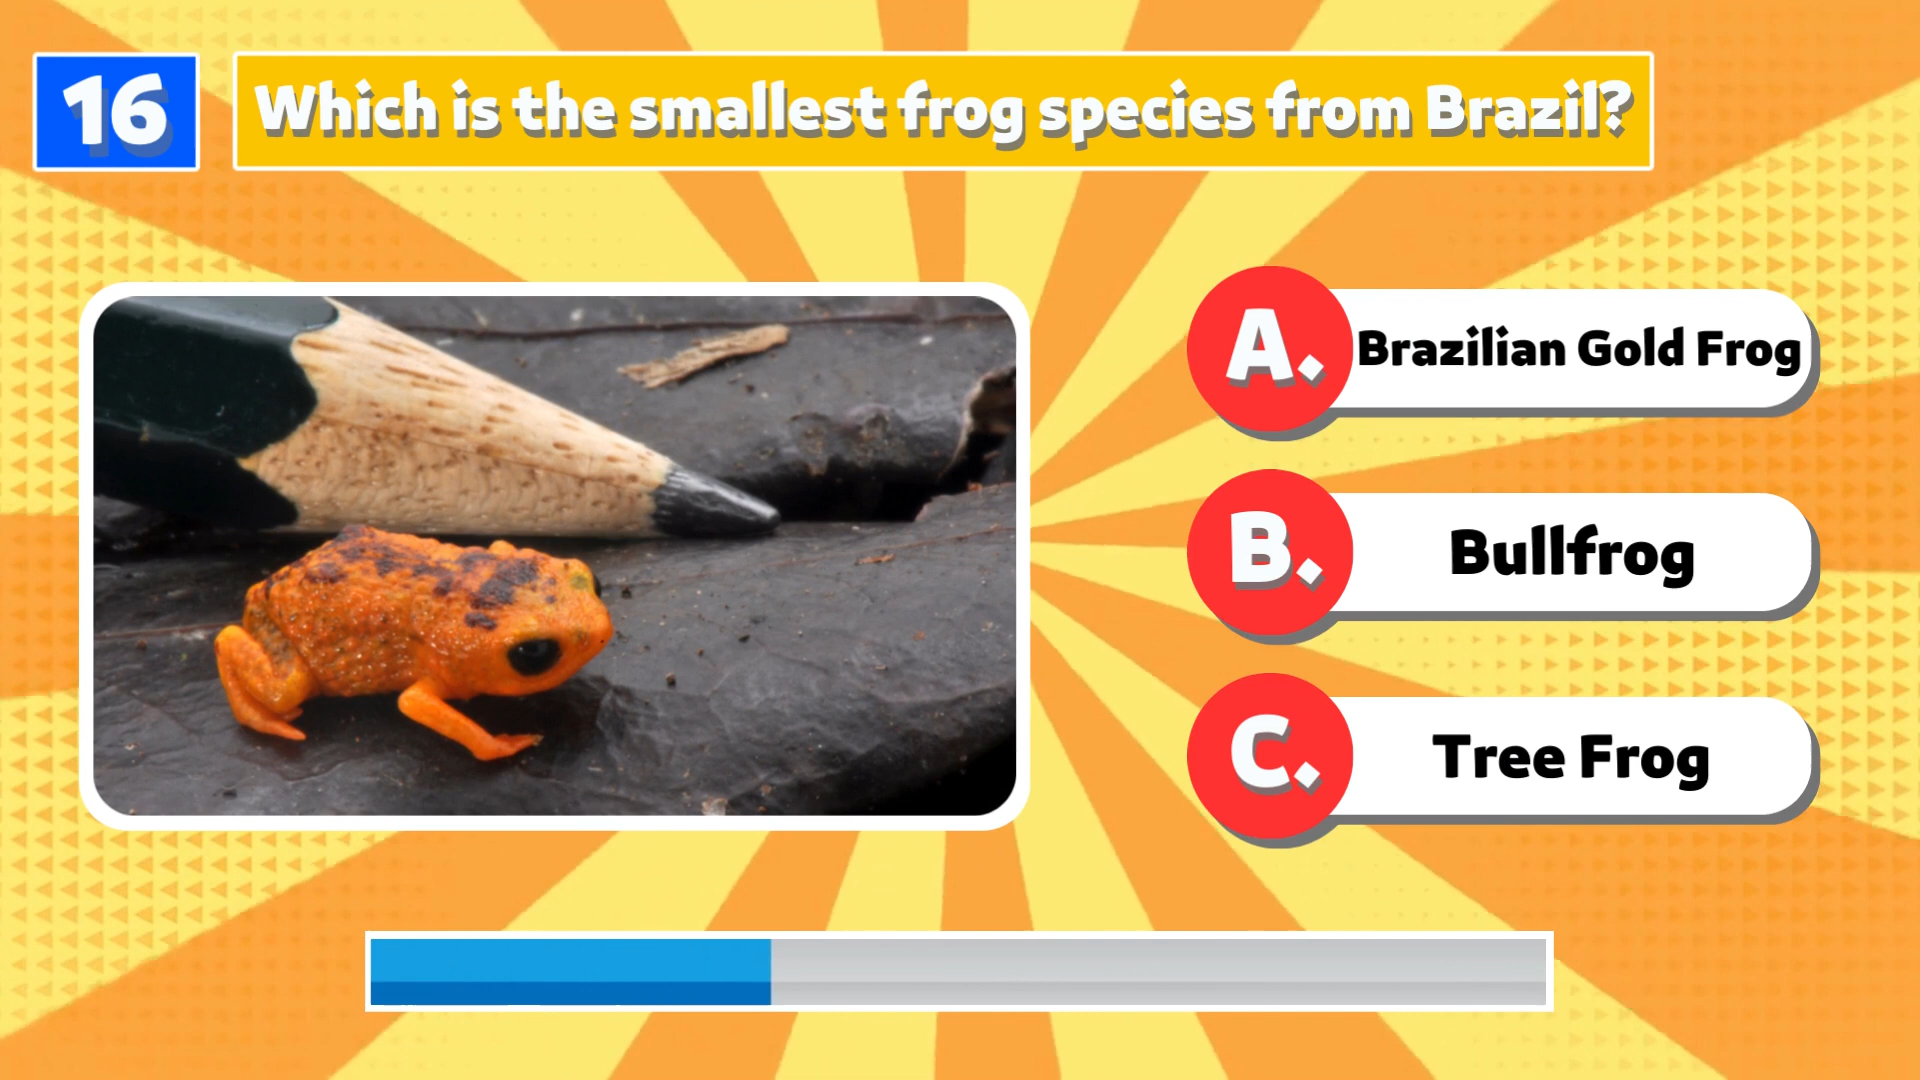 16
Which is the smallest frog species from Brazil?
A. Brazilian Gold Frog
B. Bullfrog
C. Tree Frog